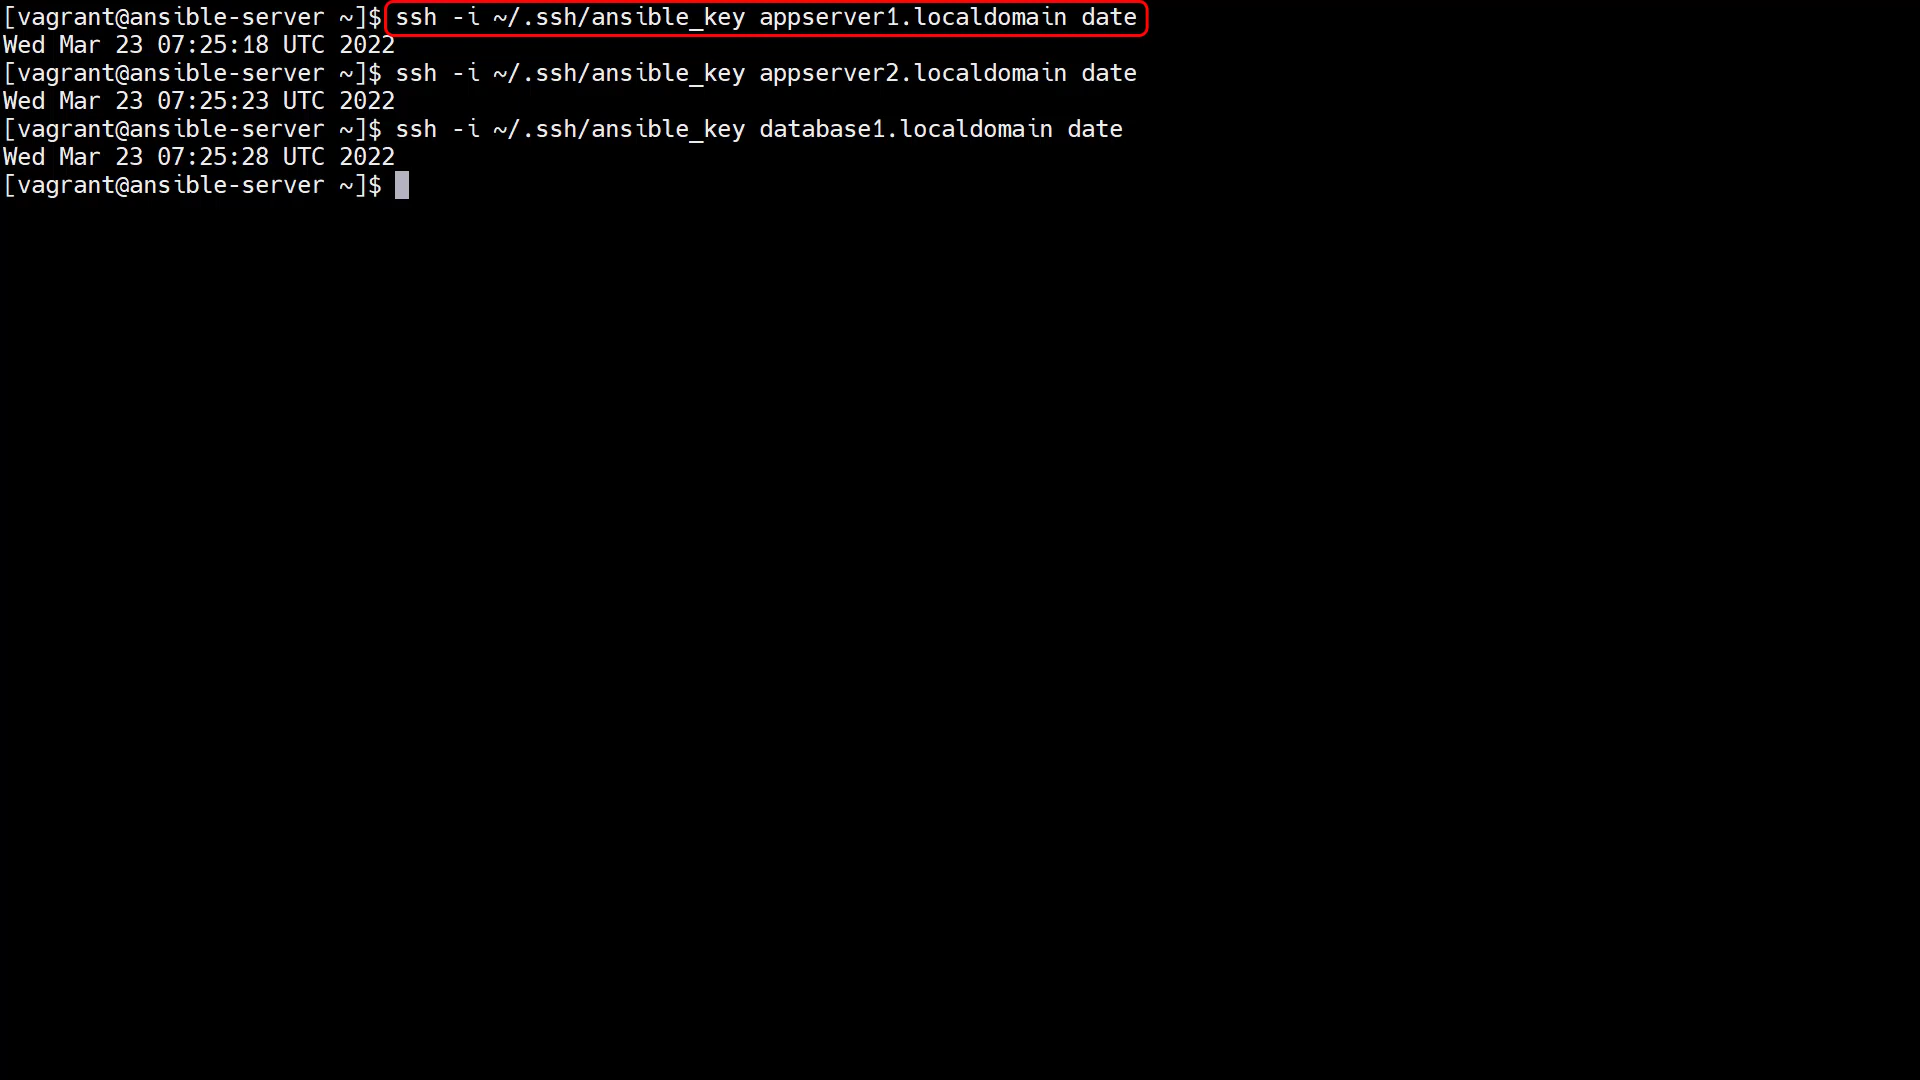 [vagrant@ansible-server ~]$ ssh -i ~/.ssh/ansible_key appserver1.localdomain date
Wed Mar 23 07:25:18 UTC 2022
[vagrant@ansible-server ~]$ ssh -i ~/.ssh/ansible_key appserver2.localdomain date
Wed Mar 23 07:25:23 UTC 2022
[vagrant@ansible-server ~]$ ssh -i ~/.ssh/ansible_key database1.localdomain date
Wed Mar 23 07:25:28 UTC 2022
[vagrant@ansible-server ~]$